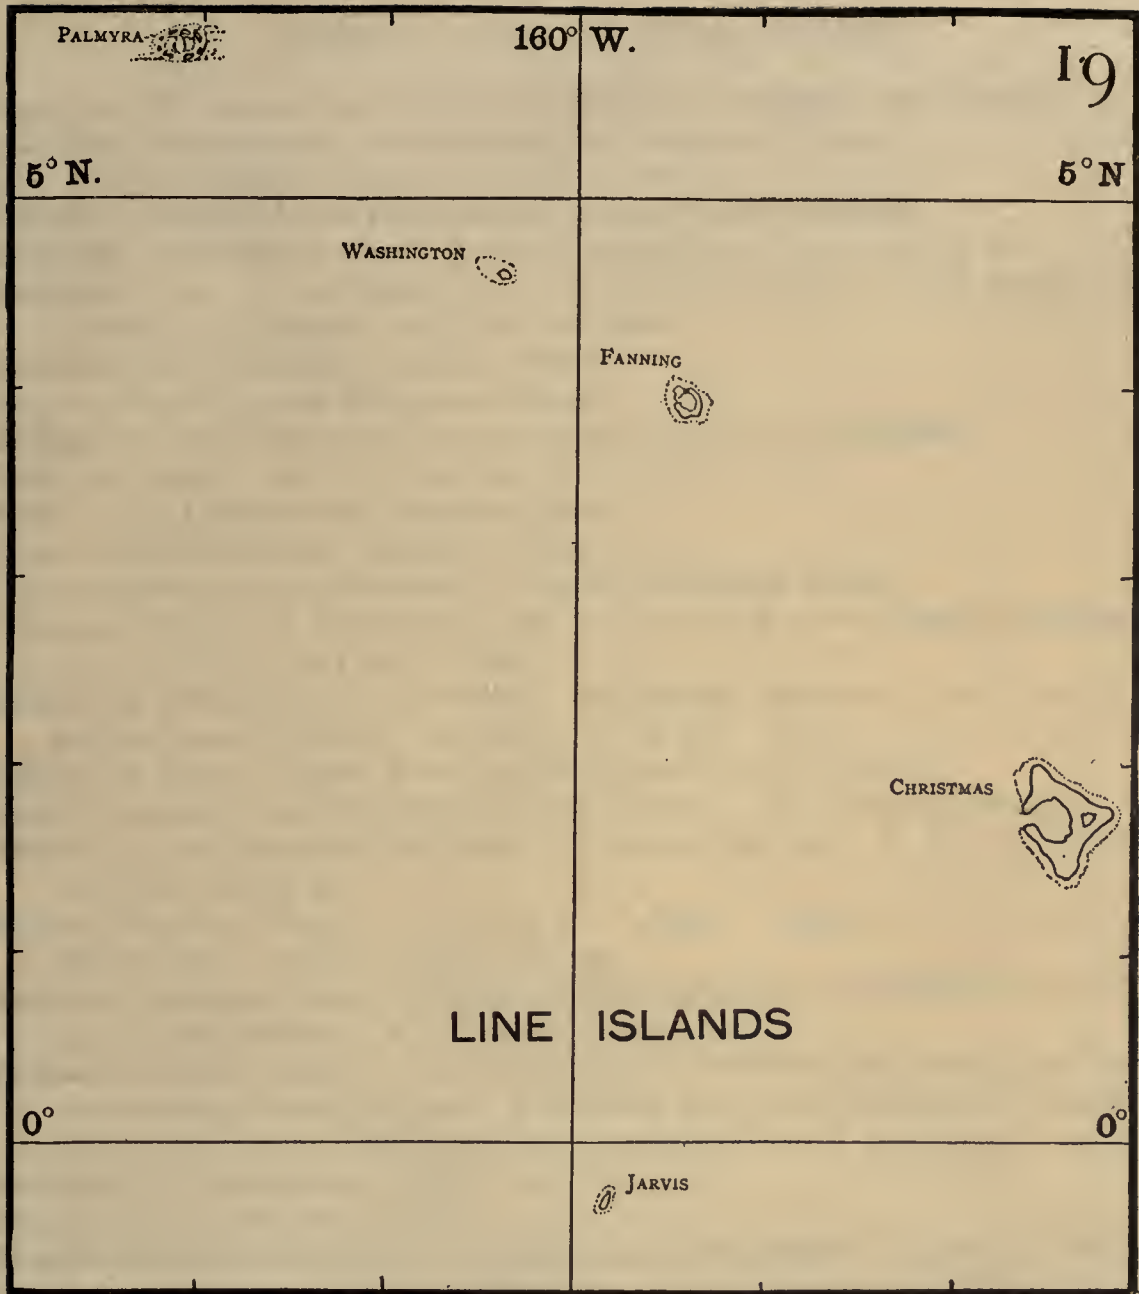 PALMYRA
160° W.
19
5° N.
5° N
WASHINGTON
FANNING
CHRISTMAS
LINE ISLANDS
0°
0°
JARVIS